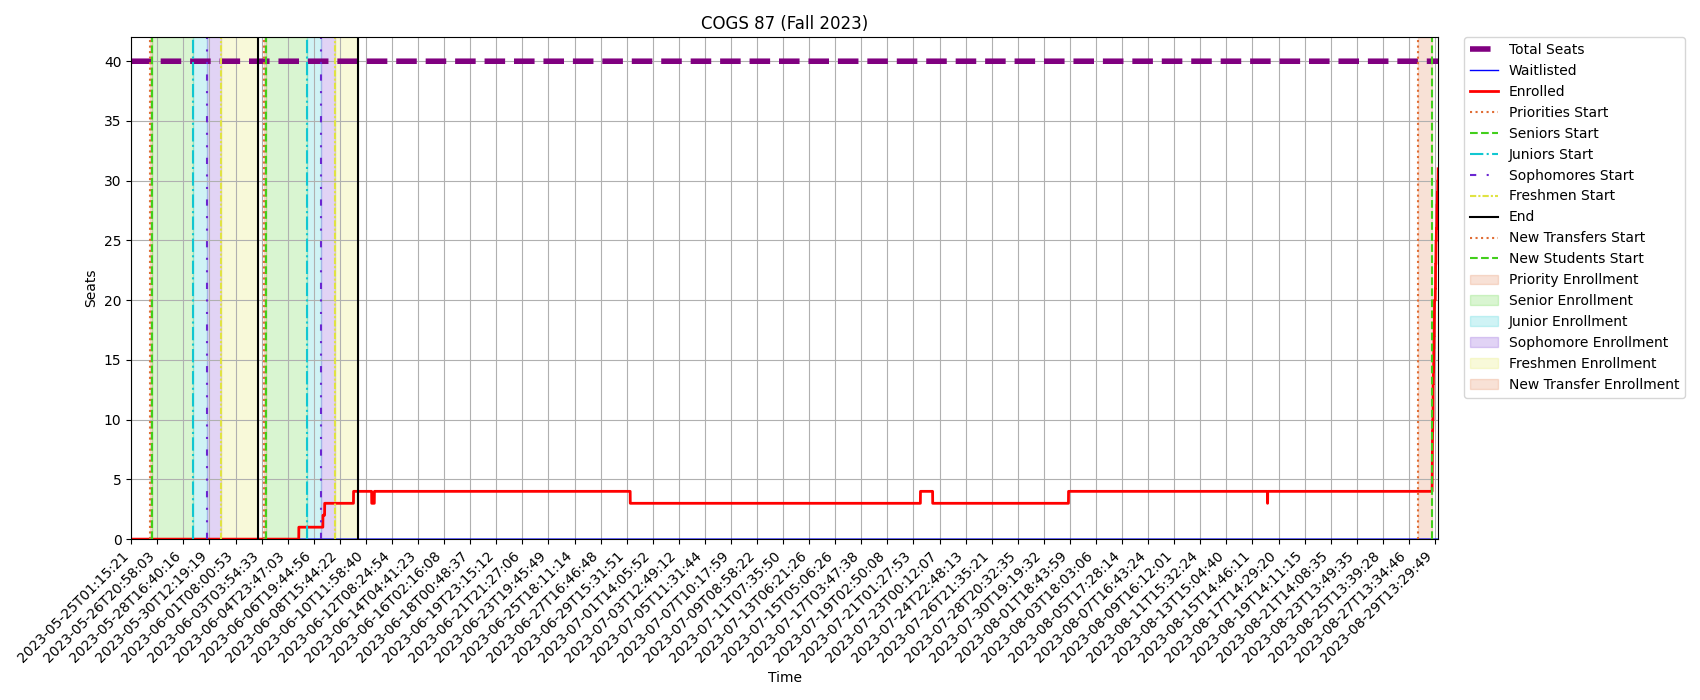 COGS 87 (Fall 2023)
Seats
40
35
30
25
20
15
10
5
0
2023-05-25T01:15:21
2023-05-26T20:58:03
2023-05-28T16:40:16
2023-05-30T12:19:19
2023-06-01T08:00:53
2023-06-03T03:54:33
2023-06-04T23:47:03
2023-06-06T19:44:56
2023-06-08T15:44:22
2023-06-10T11:58:40
2023-06-12T08:24:54
2023-06-14T04:41:23
2023-06-16T02:16:08
2023-06-18T00:48:37
2023-06-19T23:15:12
2023-06-21T21:27:06
2023-06-23T19:45:49
2023-06-25T18:11:14
2023-06-27T16:46:48
2023-06-29T15:31:51
2023-07-01T14:05:52
2023-07-03T12:49:12
2023-07-05T11:31:44
2023-07-07T10:17:59
2023-07-09T08:58:22
2023-07-11T07:35:50
2023-07-13T06:21:26
2023-07-15T05:06:26
2023-07-17T03:47:38
2023-07-19T02:50:08
2023-07-21T01:27:53
2023-07-23T00:12:07
2023-07-24T22:48:13
2023-07-26T21:35:21
2023-07-28T20:32:35
2023-07-30T19:19:32
2023-08-01T18:43:59
2023-08-03T18:03:06
2023-08-05T17:28:14
2023-08-07T16:43:24
2023-08-09T16:12:01
2023-08-11T15:32:24
2023-08-13T15:04:40
2023-08-15T14:46:11
2023-08-17T14:29:20
2023-08-19T14:11:15
2023-08-21T14:08:35
2023-08-23T13:49:35
2023-08-25T13:39:28
2023-08-27T13:34:46
2023-08-29T13:29:49
Time
Total Seats
Waitlisted
Enrolled
Priorities Start
Seniors Start
Juniors Start
Sophomores Start
Freshmen Start
End
New Transfers Start
New Students Start
Priority Enrollment
Senior Enrollment
Junior Enrollment
Sophomore Enrollment
Freshmen Enrollment
New Transfer Enrollment